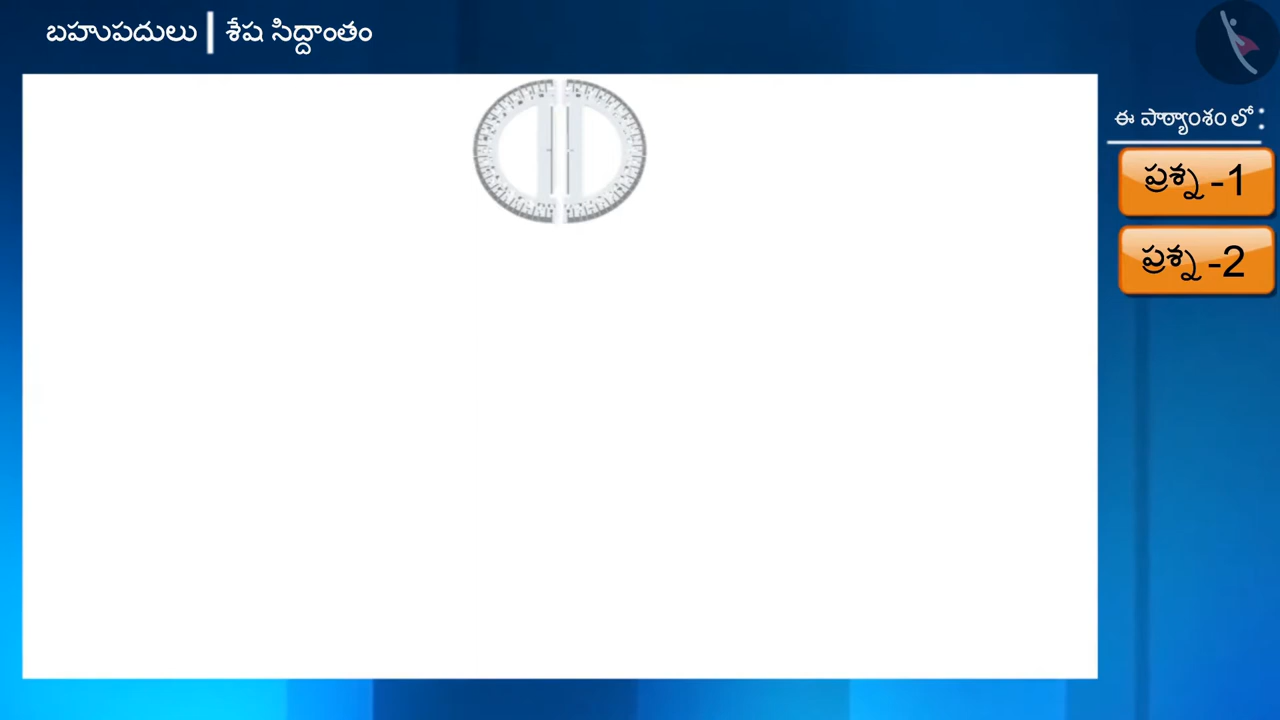 బహుపదులు | శేష సిద్దాంతం
ఈ పాఠ్యాంశం లో :
ప్రశ్న -1
ప్రశ్న -2